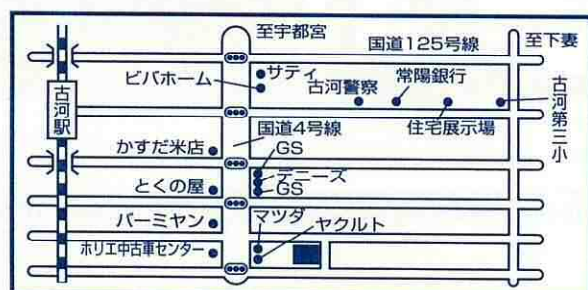 至宇都宮
国道125号線
至下妻
サティ
ビバホーム
古河警察
常陽銀行
住宅展示場
古河第三小
古河駅
国道4号線
かすだ米店
GS
デニーズ
とくの屋
GS
バーミヤン
マツダ
ヤクルト
ホリエ中古車センター